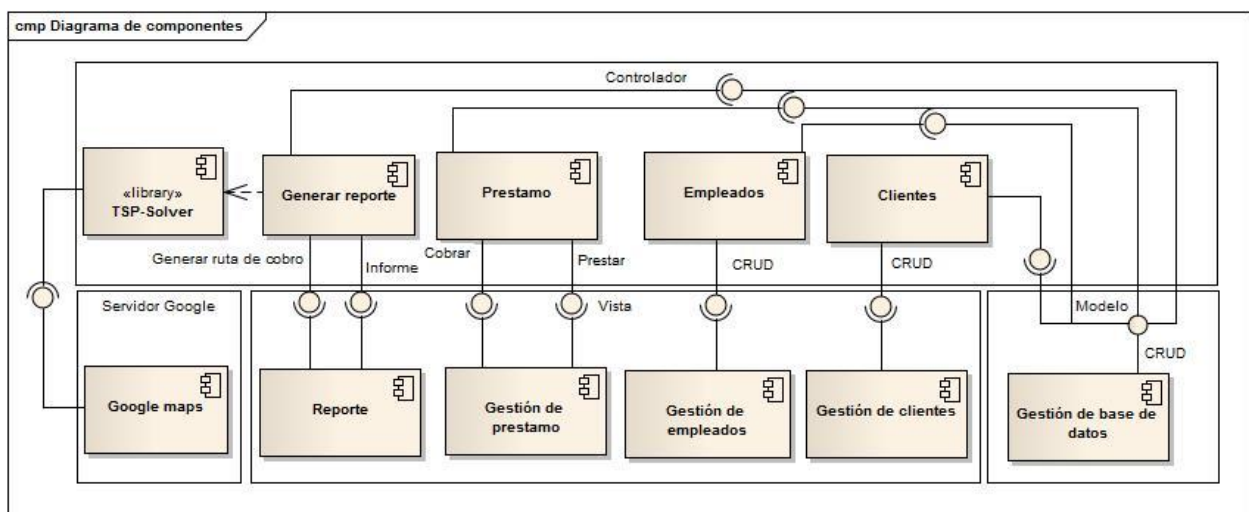 cmp Diagrama de componentes
Controlador
«library»
TSP-Solver
Generar reporte
Prestamo
Empleados
Clientes
Generar ruta de cobro
Informe
Cobrar
Prestar
CRUD
CRUD
Servidor Google
Vista
Modelo
CRUD
Google maps
Reporte
Gestión de
prestamo
Gestión de
empleados
Gestión de clientes
Gestión de base de
datos